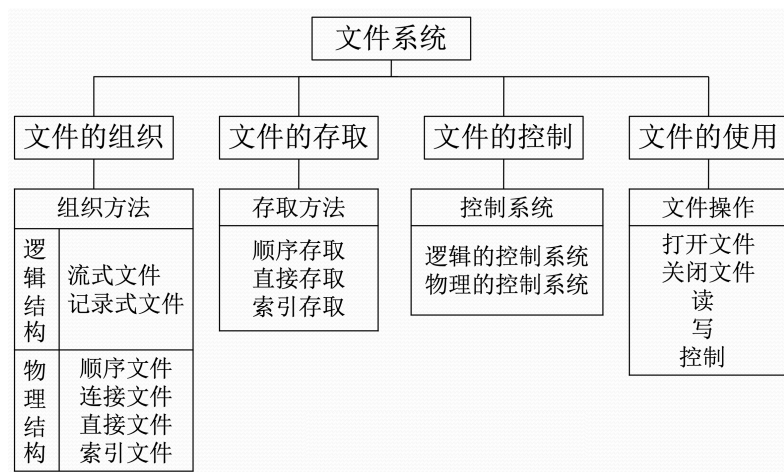 文件系统
文件的组织
文件的存取
文件的控制
文件的使用
组织方法
逻辑结构
流式文件
记录式文件
物理结构
顺序文件
连接文件
直接文件
索引文件
存取方法
顺序存取
直接存取
索引存取
控制系统
逻辑的控制系统
物理的控制系统
文件操作
打开文件
关闭文件
读
写
控制